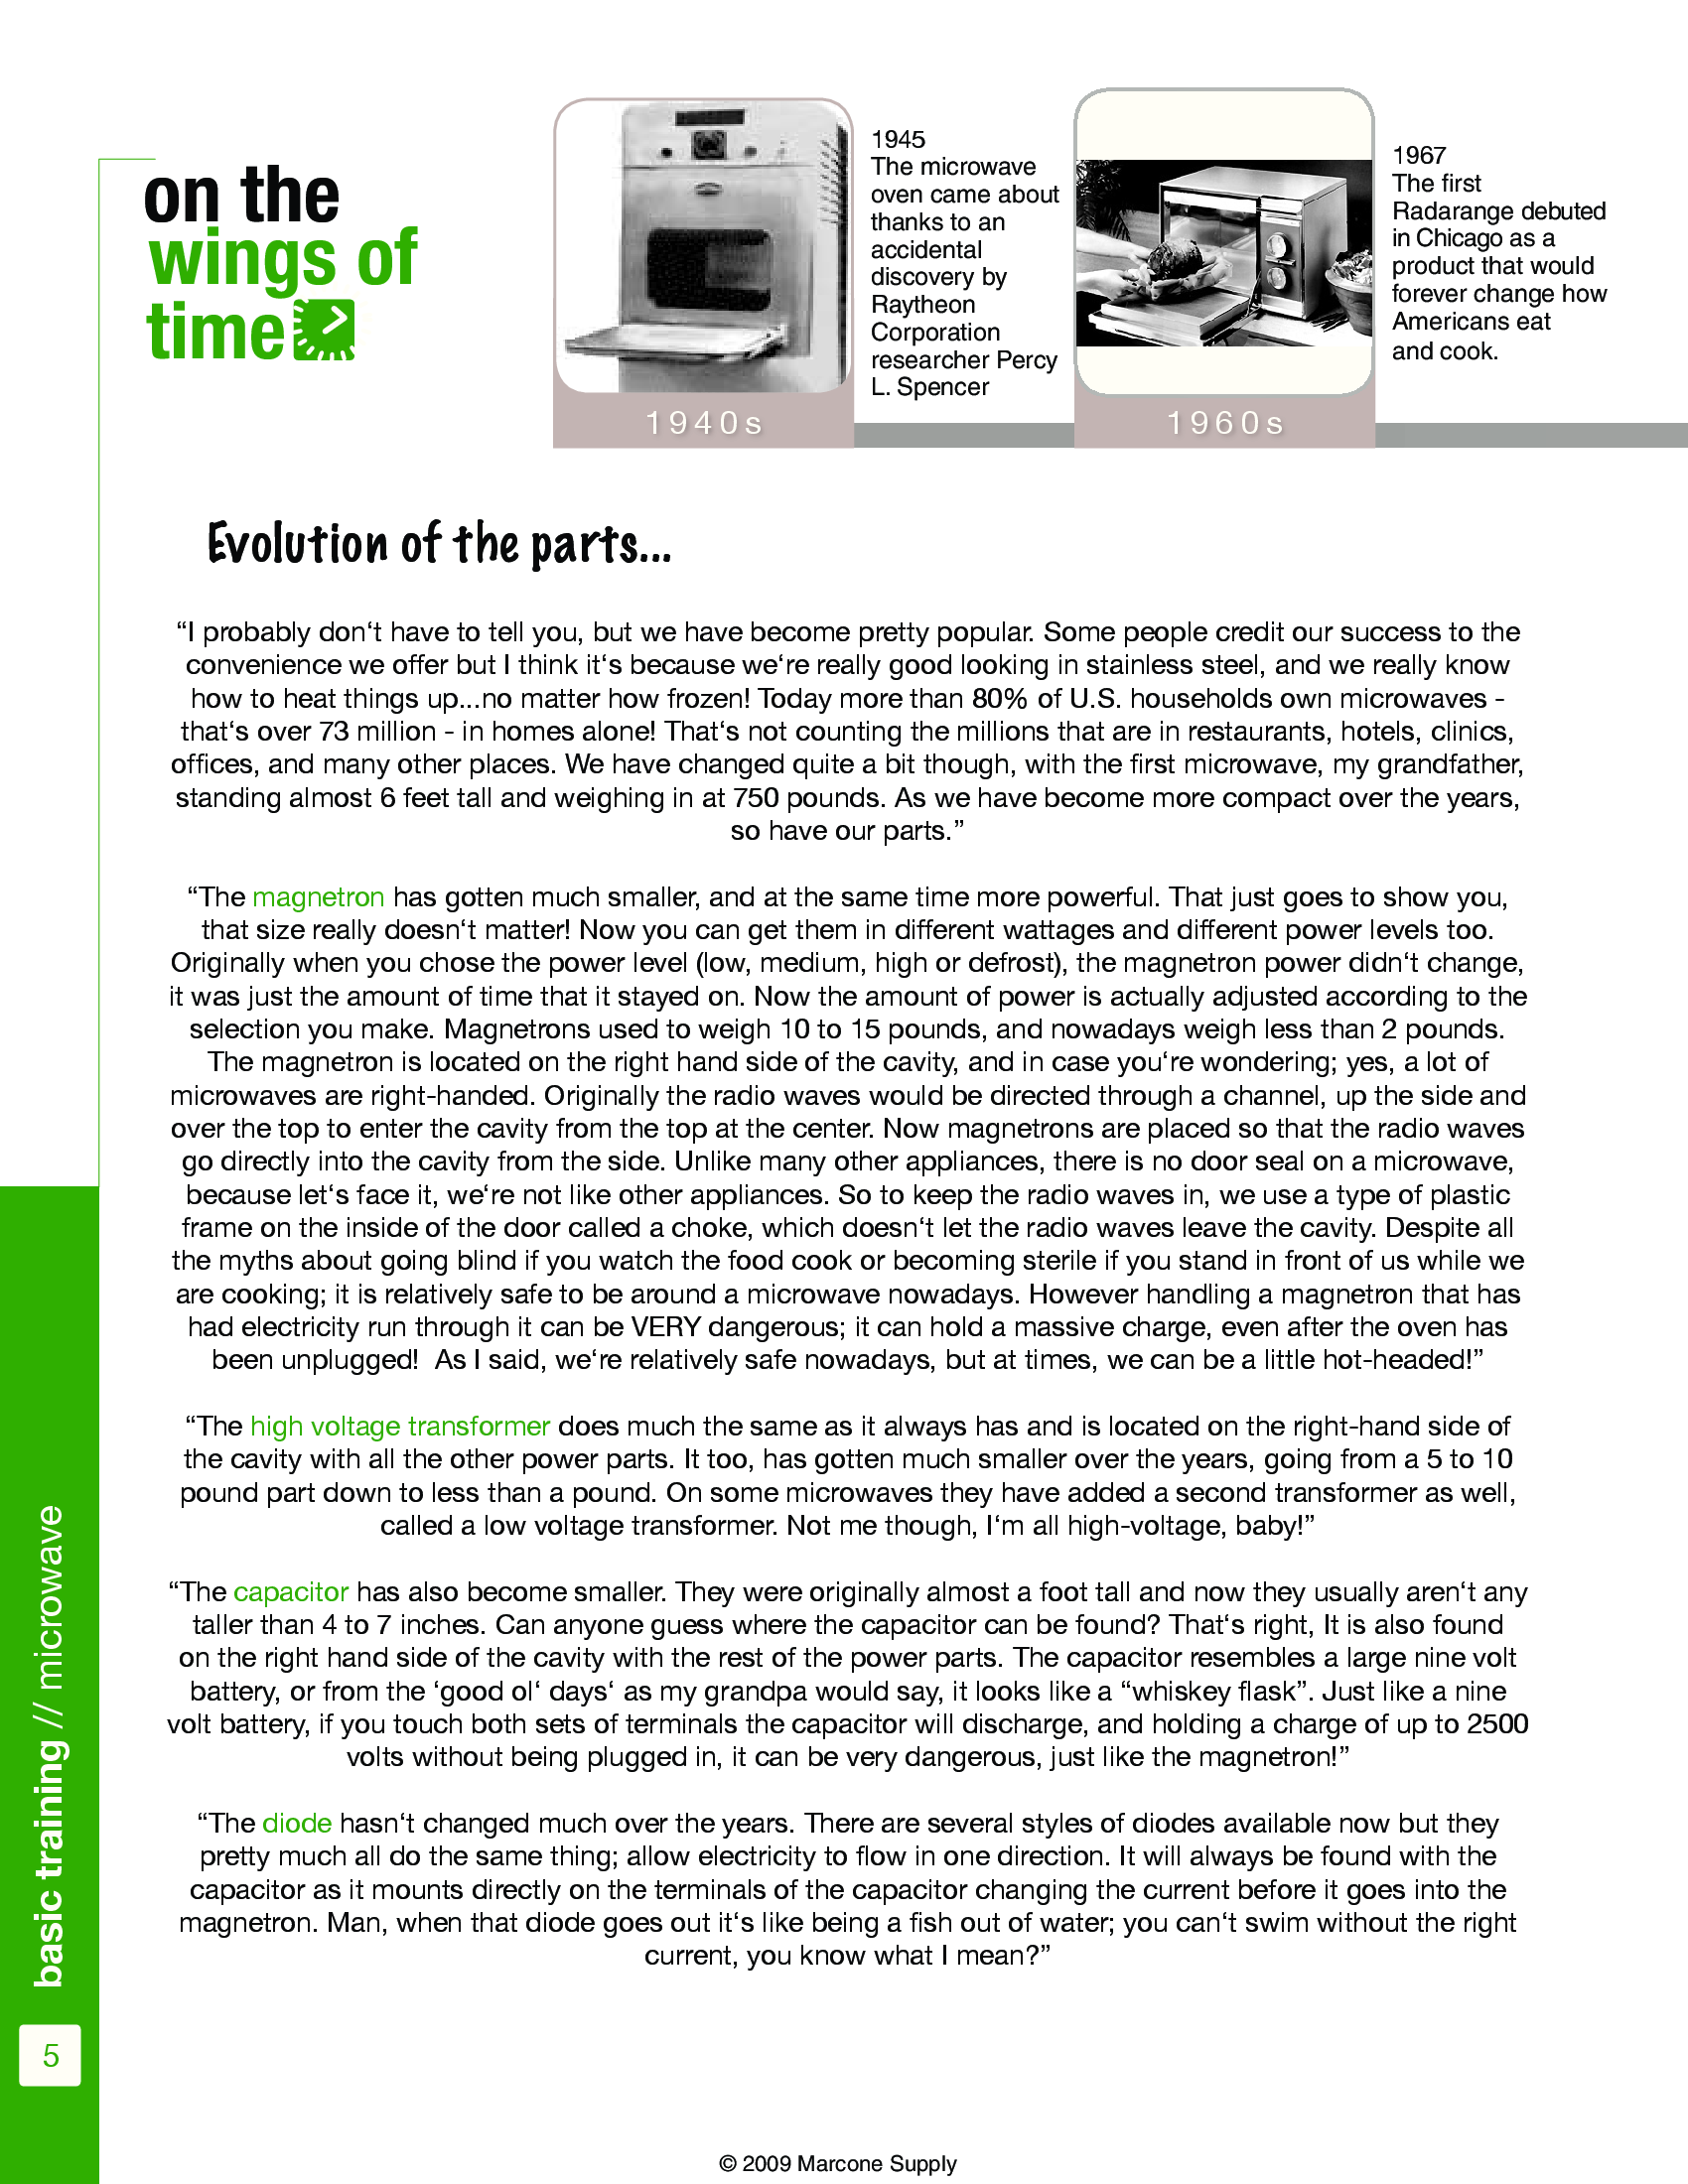 on the
wings of
time
1945
The microwave
oven came about
thanks to an
accidental
discovery by
Raytheon
Corporation
researcher Percy
L. Spencer
1940s
1967
The first
Radarange debuted
in Chicago as a
product that would
forever change how
Americans eat
and cook.
1960s
Evolution of the parts...
“I probably don‘t have to tell you, but we have become pretty popular. Some people credit our success to the
convenience we offer but I think it‘s because we‘re really good looking in stainless steel, and we really know
how to heat things up...no matter how frozen! Today more than 80% of U.S. households own microwaves -
that‘s over 73 million - in homes alone! That‘s not counting the millions that are in restaurants, hotels, clinics,
offices, and many other places. We have changed quite a bit though, with the first microwave, my grandfather,
standing almost 6 feet tall and weighing in at 750 pounds. As we have become more compact over the years,
so have our parts.”
“The magnetron has gotten much smaller, and at the same time more powerful. That just goes to show you,
that size really doesn‘t matter! Now you can get them in different wattages and different power levels too.
Originally when you chose the power level (low, medium, high or defrost), the magnetron power didn‘t change,
it was just the amount of time that it stayed on. Now the amount of power is actually adjusted according to the
selection you make. Magnetrons used to weigh 10 to 15 pounds, and nowadays weigh less than 2 pounds.
The magnetron is located on the right hand side of the cavity, and in case you‘re wondering; yes, a lot of
microwaves are right-handed. Originally the radio waves would be directed through a channel, up the side and
over the top to enter the cavity from the top at the center. Now magnetrons are placed so that the radio waves
go directly into the cavity from the side. Unlike many other appliances, there is no door seal on a microwave,
because let‘s face it, we‘re not like other appliances. So to keep the radio waves in, we use a type of plastic
frame on the inside of the door called a choke, which doesn‘t let the radio waves leave the cavity. Despite all
the myths about going blind if you watch the food cook or becoming sterile if you stand in front of us while we
are cooking; it is relatively safe to be around a microwave nowadays. However handling a magnetron that has
had electricity run through it can be VERY dangerous; it can hold a massive charge, even after the oven has
been unplugged!  As I said, we‘re relatively safe nowadays, but at times, we can be a little hot-headed!”
“The high voltage transformer does much the same as it always has and is located on the right-hand side of
the cavity with all the other power parts. It too, has gotten much smaller over the years, going from a 5 to 10
pound part down to less than a pound. On some microwaves they have added a second transformer as well,
called a low voltage transformer. Not me though, I‘m all high-voltage, baby!”
“The capacitor has also become smaller. They were originally almost a foot tall and now they usually aren‘t any
taller than 4 to 7 inches. Can anyone guess where the capacitor can be found? That‘s right, It is also found
on the right hand side of the cavity with the rest of the power parts. The capacitor resembles a large nine volt
battery, or from the ‘good ol‘ days‘ as my grandpa would say, it looks like a “whiskey flask”. Just like a nine
volt battery, if you touch both sets of terminals the capacitor will discharge, and holding a charge of up to 2500
volts without being plugged in, it can be very dangerous, just like the magnetron!”
“The diode hasn‘t changed much over the years. There are several styles of diodes available now but they
pretty much all do the same thing; allow electricity to flow in one direction. It will always be found with the
capacitor as it mounts directly on the terminals of the capacitor changing the current before it goes into the
magnetron. Man, when that diode goes out it‘s like being a fish out of water; you can‘t swim without the right
current, you know what I mean?”
basic training // microwave
5
© 2009 Marcone Supply